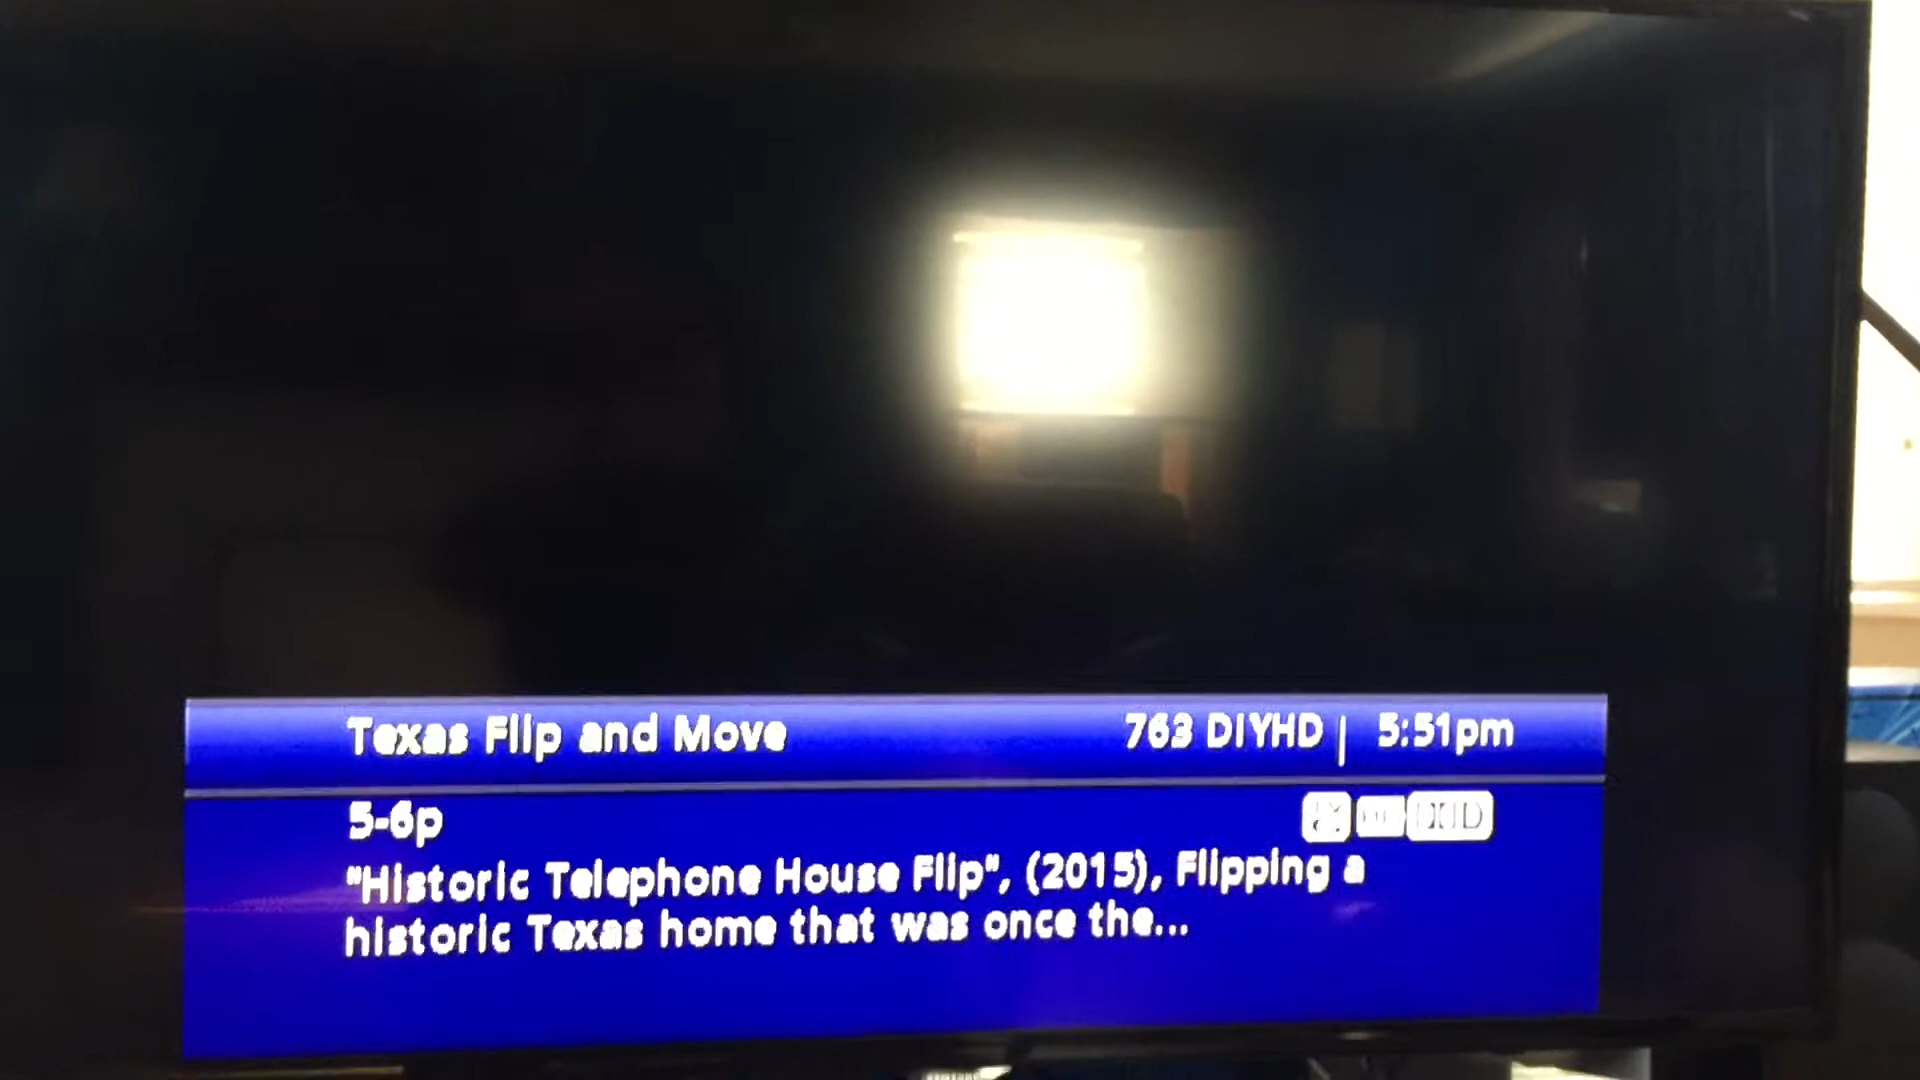 Texas Flip and Move 763 DIYHD | 5:51pm
5-6p
"Historic Telephone House Flip", (2015), Flipping a
historic Texas home that was once the...